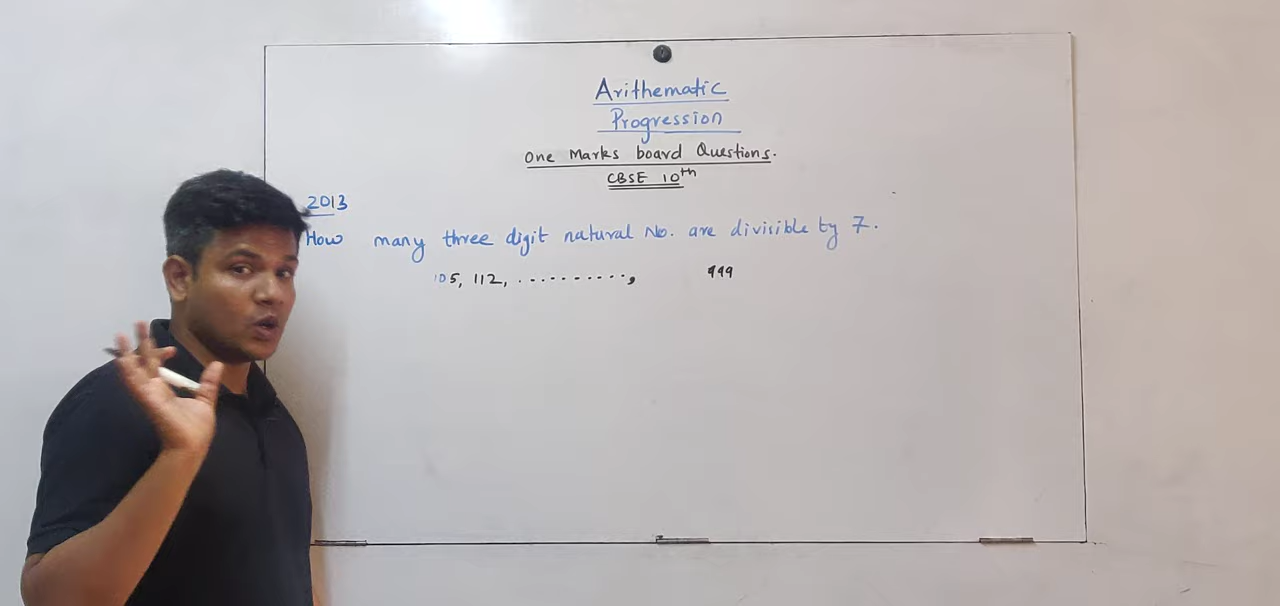 Arithematic
Progression
One Marks board Questions.
CBSE 10th
2013
How many three digit natural No. are divisible by 7.
105, 112, ..........., 999